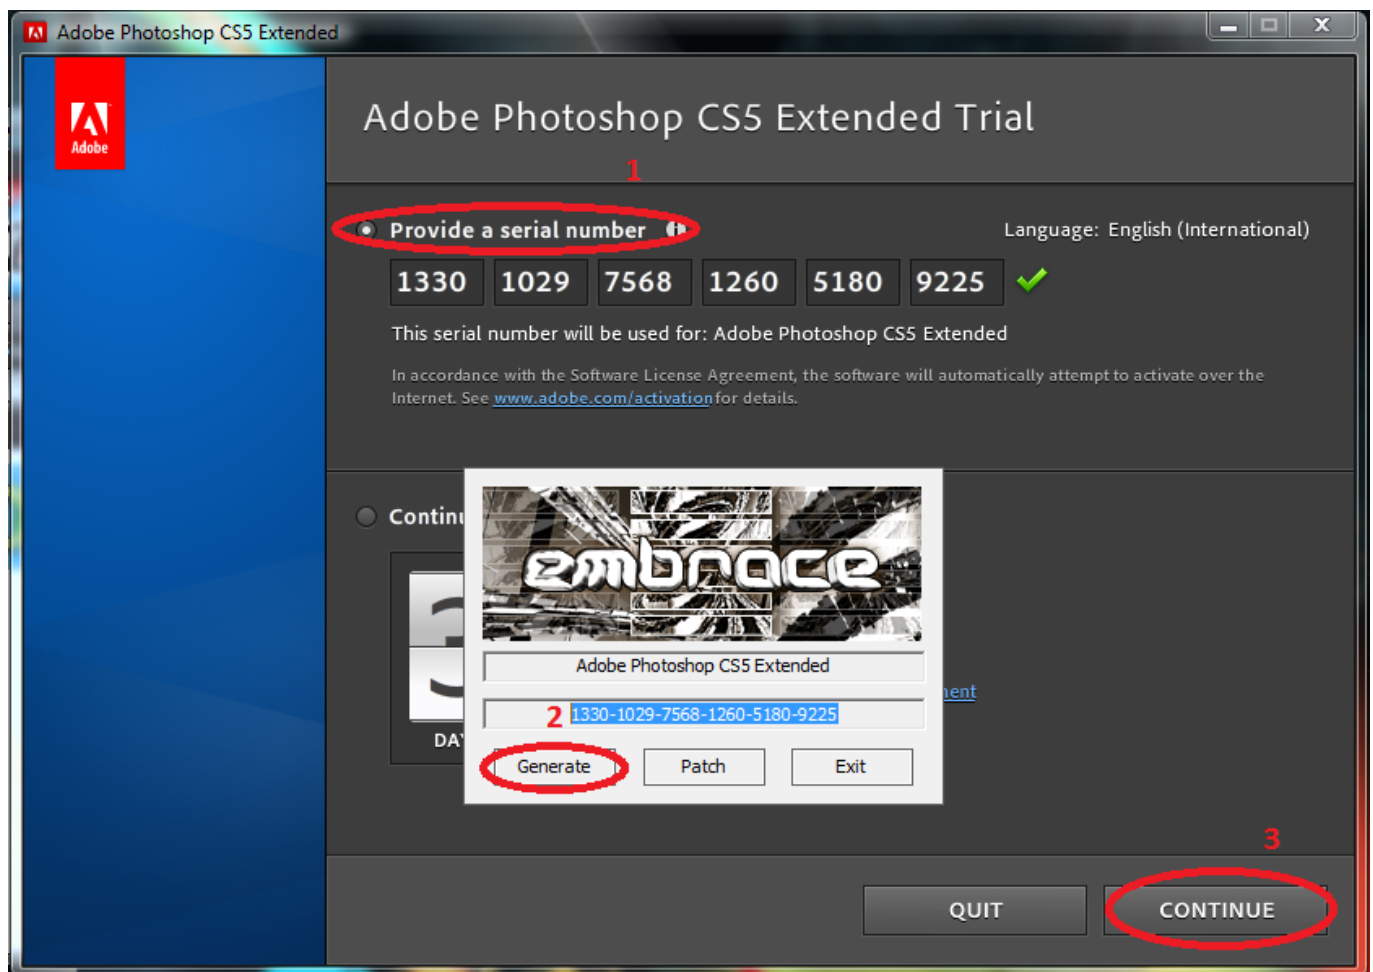 Adobe Photoshop CS5 Extended
Adobe
Adobe Photoshop CS5 Extended Trial
1
Provide a serial number
Language: English (International)
1330 1029 7568 1260 5180 9225
This serial number will be used for: Adobe Photoshop CS5 Extended
In accordance with the Software License Agreement, the software will automatically attempt to activate over the
Internet. See www.adobe.com/activation for details.
embrace
Adobe Photoshop CS5 Extended
2 1330-1029-7568-1260-5180-9225
Generate Patch Exit
3
QUIT CONTINUE